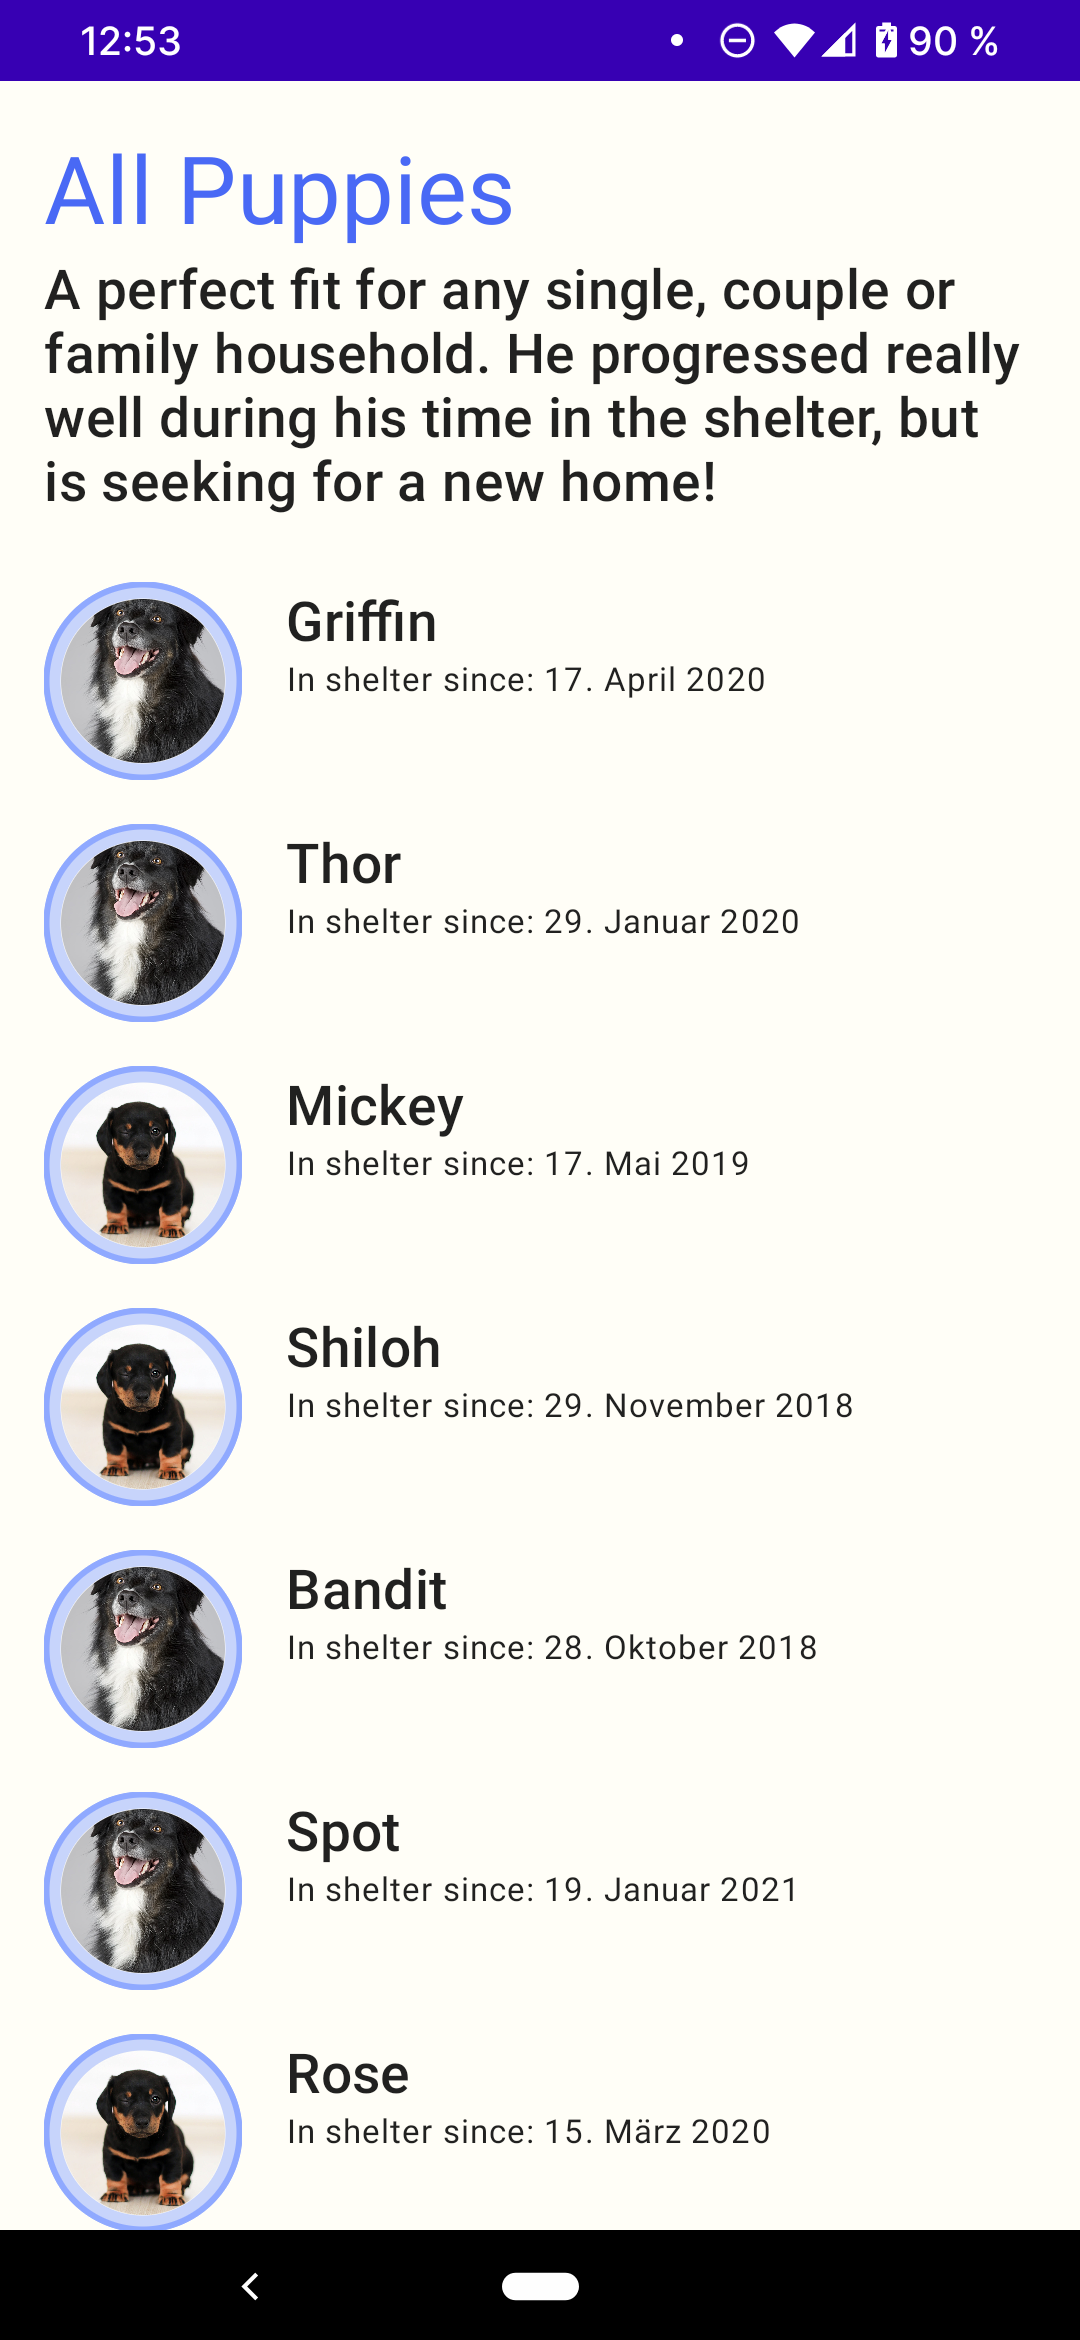 12:53
90 %
All Puppies
A perfect fit for any single, couple or
family household. He progressed really
well during his time in the shelter, but
is seeking for a new home!
Griffin
In shelter since: 17. April 2020
Thor
In shelter since: 29. Januar 2020
Mickey
In shelter since: 17. Mai 2019
Shiloh
In shelter since: 29. November 2018
Bandit
In shelter since: 28. Oktober 2018
Spot
In shelter since: 19. Januar 2021
Rose
In shelter since: 15. März 2020